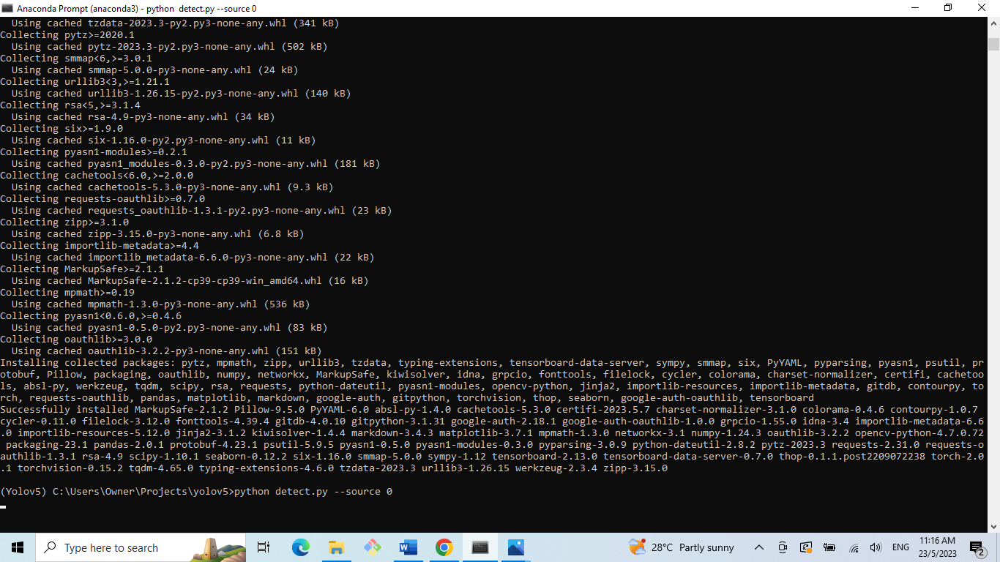 Anaconda Prompt (anaconda3) - python  detect.py --source 0
  Using cached tzdata-2023.3-py2.py3-none-any.whl (341 kB)
Collecting pytz>=2020.1
  Using cached pytz-2023.3-py2.py3-none-any.whl (502 kB)
Collecting smmap<6,>=3.0.1
  Using cached smmap-5.0.0-py3-none-any.whl (24 kB)
Collecting urllib3<3,>=1.21.1
  Using cached urllib3-1.26.15-py2.py3-none-any.whl (140 kB)
Collecting rsa<5,>=3.1.4
  Using cached rsa-4.9-py3-none-any.whl (34 kB)
Collecting six>=1.9.0
  Using cached six-1.16.0-py2.py3-none-any.whl (11 kB)
Collecting pyasn1-modules>=0.2.1
  Using cached pyasn1_modules-0.3.0-py2.py3-none-any.whl (181 kB)
Collecting cachetools<6.0,>=2.0.0
  Using cached cachetools-5.3.0-py3-none-any.whl (9.3 kB)
Collecting requests-oauthlib>=0.7.0
  Using cached requests_oauthlib-1.3.1-py2.py3-none-any.whl (23 kB)
Collecting zipp>=3.1.0
  Using cached zipp-3.15.0-py3-none-any.whl (6.8 kB)
Collecting importlib-metadata>=4.4
  Using cached importlib_metadata-6.6.0-py3-none-any.whl (22 kB)
Collecting MarkupSafe>=2.1.1
  Using cached MarkupSafe-2.1.2-cp39-cp39-win_amd64.whl (16 kB)
Collecting mpmath>=0.19
  Using cached mpmath-1.3.0-py3-none-any.whl (536 kB)
Collecting pyasn1<0.6.0,>=0.4.6
  Using cached pyasn1-0.5.0-py2.py3-none-any.whl (83 kB)
Collecting oauthlib>=3.0.0
  Using cached oauthlib-3.2.2-py3-none-any.whl (151 kB)
Installing collected packages: pytz, mpmath, zipp, urllib3, tzdata, typing-extensions, tensorboard-data-server, sympy, smmap, six, PyYAML, pyparsing, pyasn1, psutil, pr
otobuf, Pillow, packaging, oauthlib, numpy, networkx, MarkupSafe, kiwisolver, idna, grpcio, fonttools, filelock, cycler, colorama, charset-normalizer, certifi, cachetoo
ls, absl-py, werkzeug, tqdm, scipy, rsa, requests, python-dateutil, pyasn1-modules, opencv-python, jinja2, importlib-resources, importlib-metadata, gitdb, contourpy, to
rch, requests-oauthlib, pandas, matplotlib, markdown, google-auth, gitpython, torchvision, thop, seaborn, google-auth-oauthlib, tensorboard
Successfully installed MarkupSafe-2.1.2 Pillow-9.5.0 PyYAML-6.0 absl-py-1.4.0 cachetools-5.3.0 certifi-2023.5.7 charset-normalizer-3.1.0 colorama-0.4.6 contourpy-1.0.7
cycler-0.11.0 filelock-3.12.0 fonttools-4.39.4 gitdb-4.0.10 gitpython-3.1.31 google-auth-2.18.1 google-auth-oauthlib-1.0.0 grpcio-1.55.0 idna-3.4 importlib-metadata-6.6
.0 importlib-resources-5.12.0 jinja2-3.1.2 kiwisolver-1.4.4 markdown-3.4.3 matplotlib-3.7.1 mpmath-1.3.0 networkx-3.1 numpy-1.24.3 oauthlib-3.2.2 opencv-python-4.7.0.72
 packaging-23.1 pandas-2.0.1 protobuf-4.23.1 psutil-5.9.5 pyasn1-0.5.0 pyasn1-modules-0.3.0 pyparsing-3.0.9 python-dateutil-2.8.2 pytz-2023.3 requests-2.31.0 requests-o
authlib-1.3.1 rsa-4.9 scipy-1.10.1 seaborn-0.12.2 six-1.16.0 smmap-5.0.0 sympy-1.12 tensorboard-2.13.0 tensorboard-data-server-0.7.0 thop-0.1.1.post2209072238 torch-2.0
.1 torchvision-0.15.2 tqdm-4.65.0 typing-extensions-4.6.0 tzdata-2023.3 urllib3-1.26.15 werkzeug-2.3.4 zipp-3.15.0
(Yolov5) C:\Users\Owner\Projects\yolov5>python detect.py --source 0
Type here to search
28°C Partly sunny
ENG
11:16 AM
23/5/2023
2